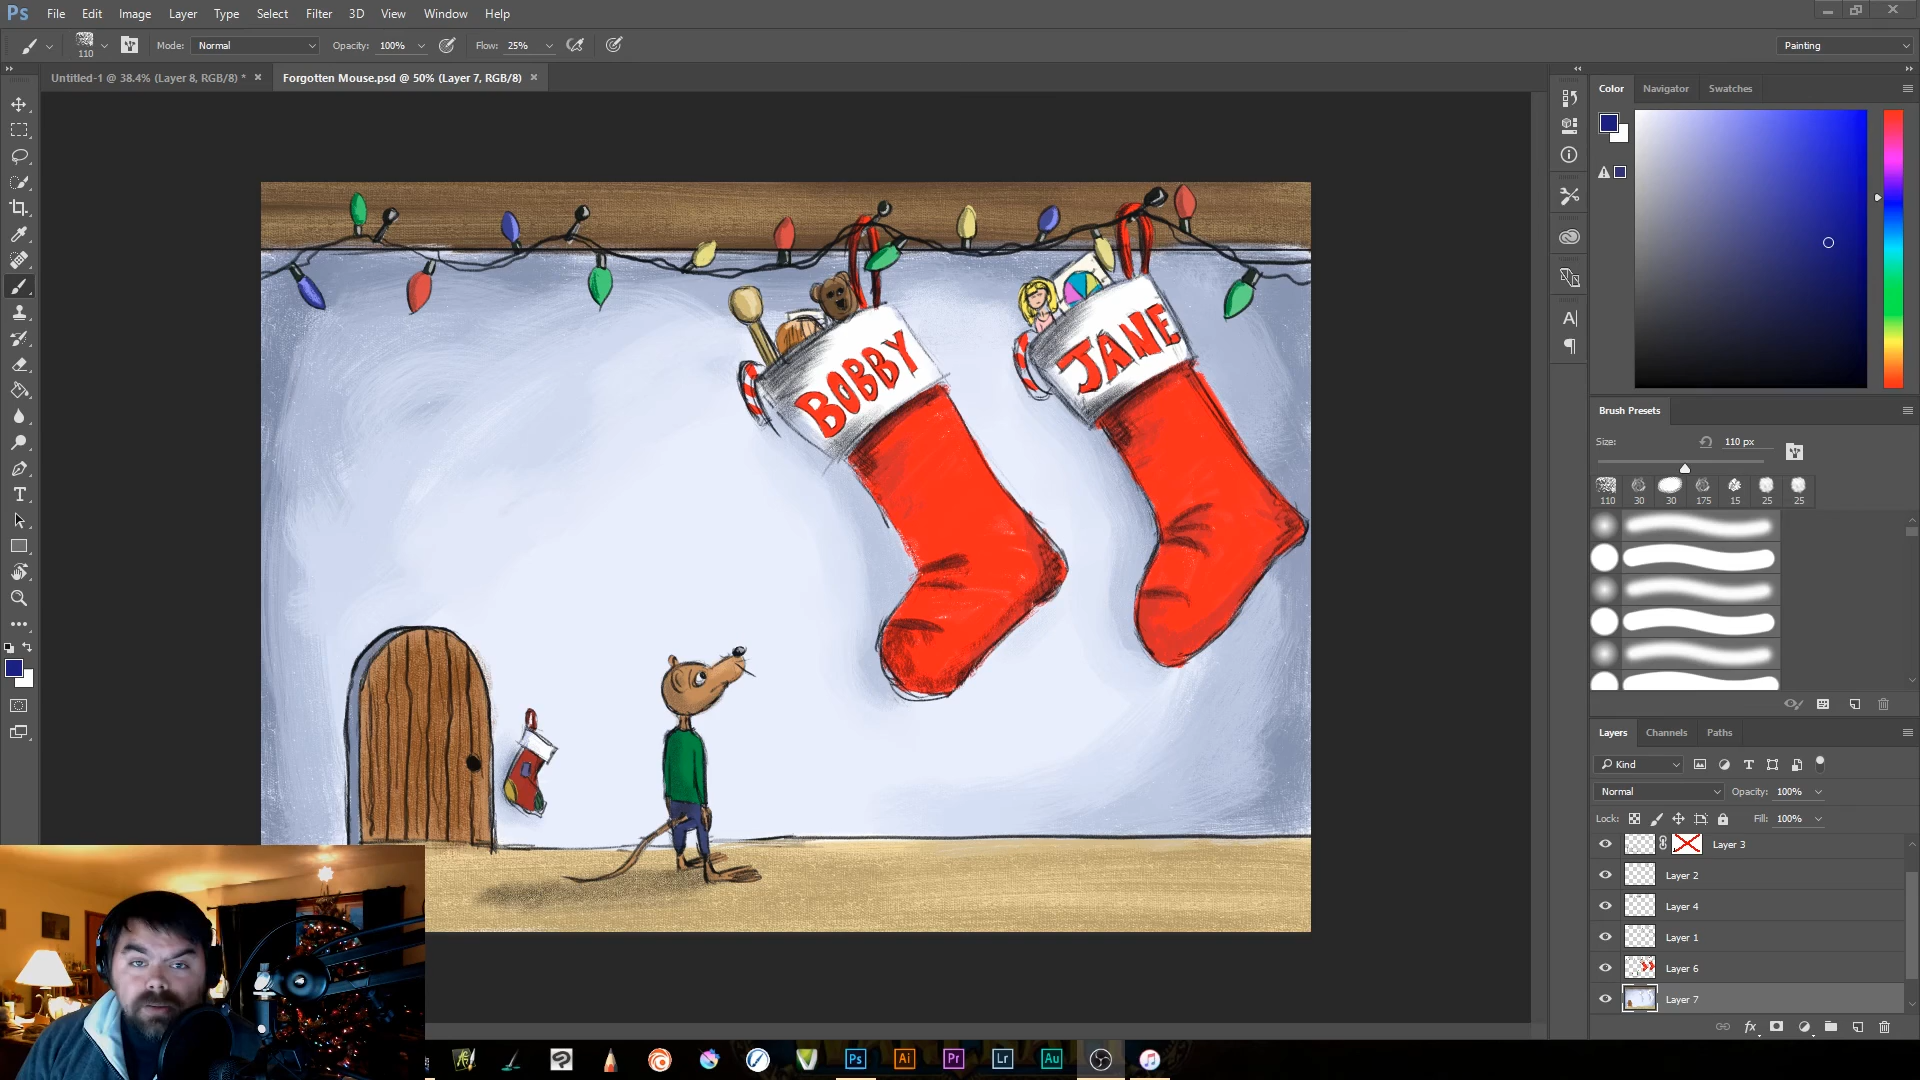 Ps File Edit Image Layer Type Select Filter 3D View Window Help
110 Mode: Normal Opacity: 100% Flow: 25% Painting
Untitled-1 @ 38.4% (Layer 8, RGB/8) * × Forgotten Mouse.psd @ 50% (Layer 7, RGB/8) ×
Color Navigator Swatches
BOBBY
JANE
Brush Presets
Size: 110 px
110 30 30 175 15 25 25
Layers Channels Paths
Kind
Normal Opacity: 100%
Lock: Fill: 100%
Layer 3
Layer 2
Layer 4
Layer 1
Layer 6
Layer 7
fx
Ps Ai Pr Lr Au